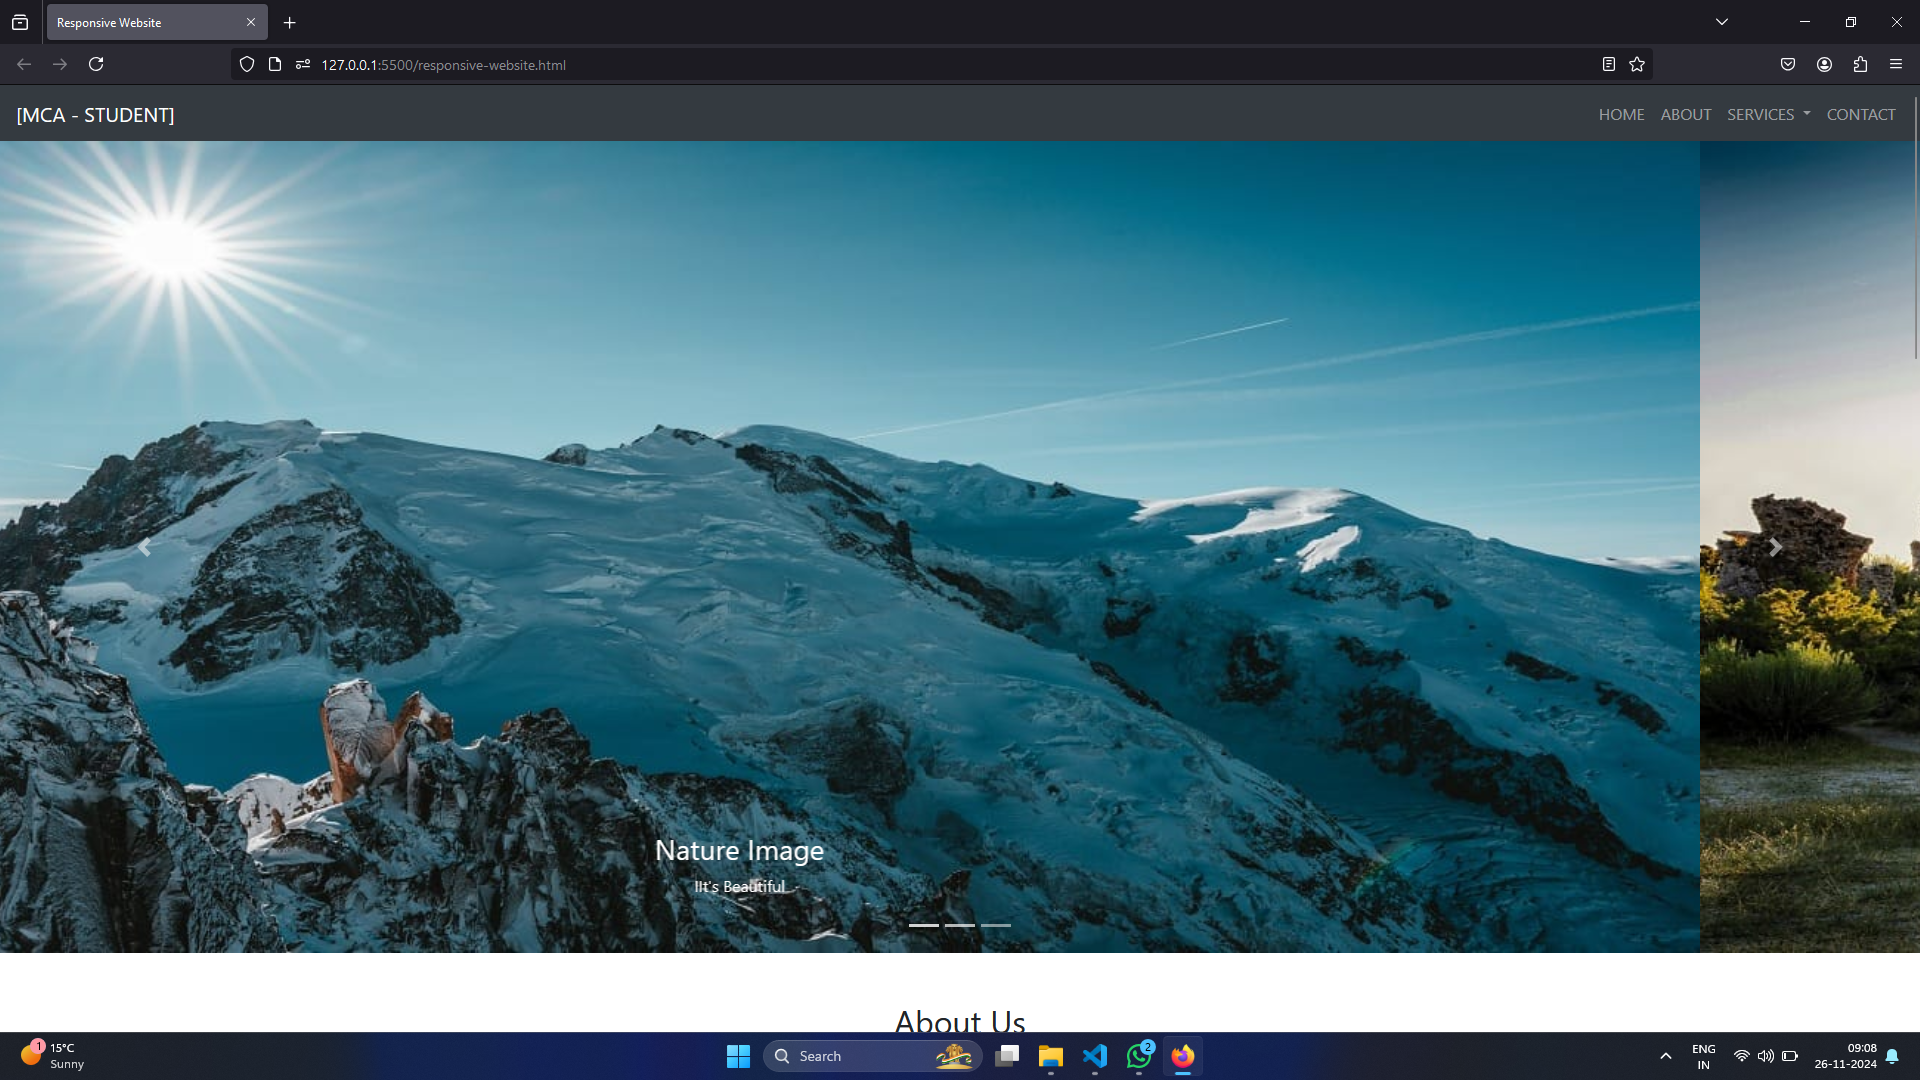 Responsive Website
127.0.0.1:5500/responsive-website.html
[MCA - STUDENT]
HOME ABOUT SERVICES CONTACT
Nature Image
IIt's Beautiful
About Us
1
15°C
Sunny
Search
2
ENG
IN
09:08
26-11-2024